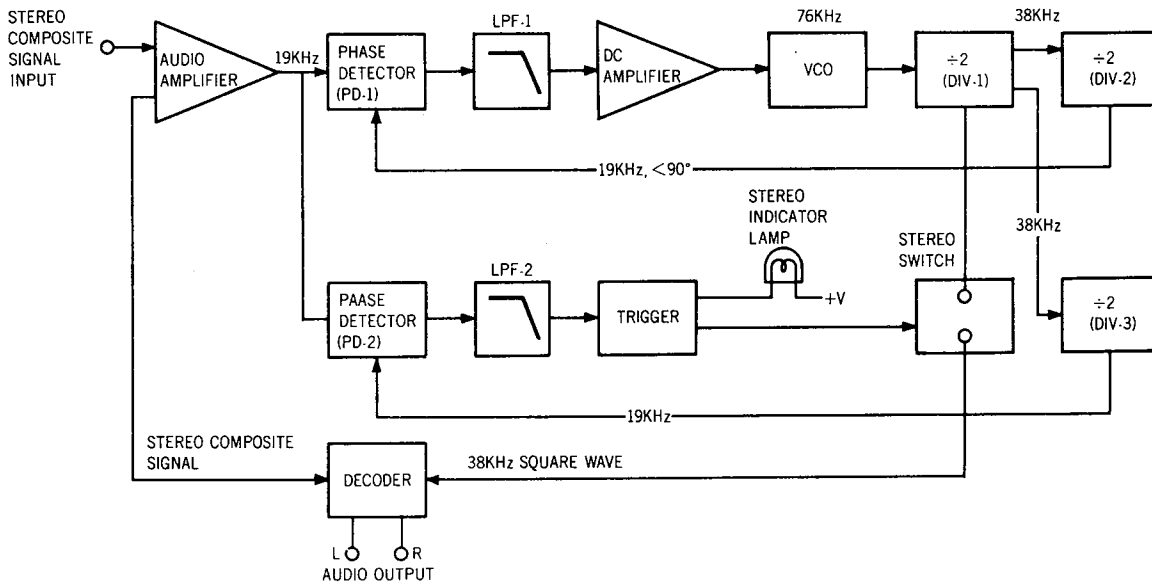 STEREO
COMPOSITE
SIGNAL
INPUT
AUDIO
AMPLIFIER
19KHz
PHASE
DETECTOR
(PD-1)
LPF-1
DC
AMPLIFIER
76KHz
VCO
÷2
(DIV-1)
38KHz
÷2
(DIV-2)
19KHz, <90°
STEREO
INDICATOR
LAMP
+V
38KHz
STEREO
SWITCH
PAASE
DETECTOR
(PD-2)
LPF-2
TRIGGER
÷2
(DIV-3)
19KHz
STEREO COMPOSITE
SIGNAL
DECODER
38KHz SQUARE WAVE
L R
AUDIO OUTPUT